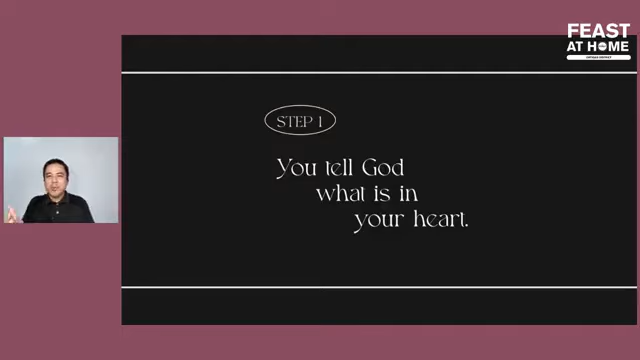 FEAST
AT HOME
STEP 1
You tell God
what is in
your heart.